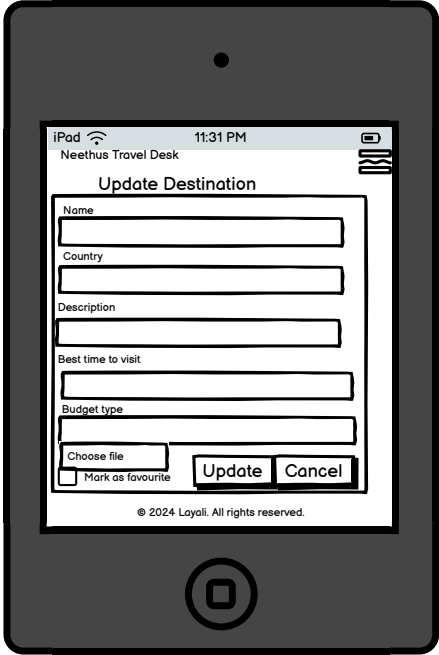 iPad 11:31 PM
Neethus Travel Desk
Update Destination
Name
Country
Description
Best time to visit
Budget type
Choose file
Mark as favourite
Update Cancel
© 2024 Layali. All rights reserved.